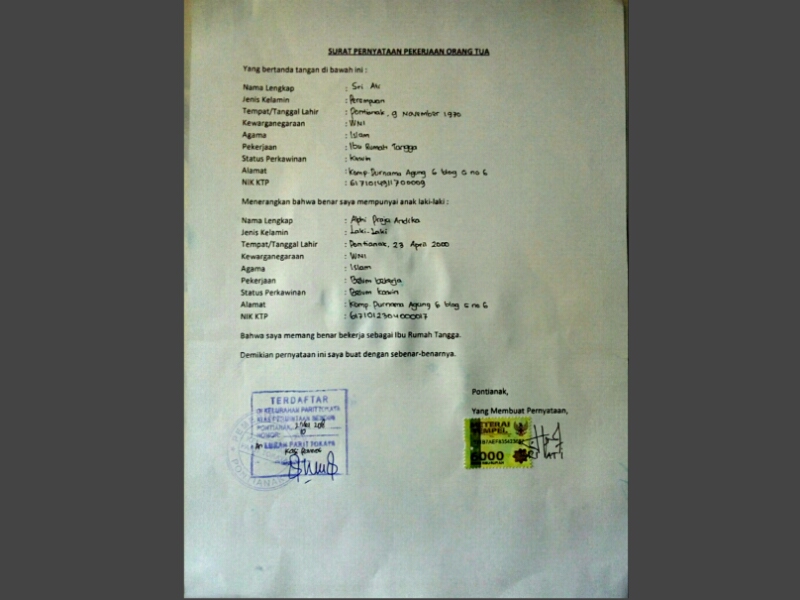 SURAT PERNYATAAN PEKERJAAN ORANG TUA
Yang bertanda tangan di bawah ini :
Nama Lengkap : Sri Ati
Jenis Kelamin : Perempuan
Tempat/Tanggal Lahir : Pontianak, 9 November 1970
Kewarganegaraan : WNI
Agama : Islam
Pekerjaan : Ibu Rumah Tangga
Status Perkawinan : kawin
Alamat : Komp. Purnama Agung 6 blog O no 6
NIK KTP : 6171014911700009
Menerangkan bahwa benar saya mempunyai anak laki-laki :
Nama Lengkap : Praja Andika
Jenis Kelamin : Laki-Laki
Tempat/Tanggal Lahir : Pontianak, 23 April 2000
Kewarganegaraan : WNI
Agama : Islam
Pekerjaan : Belum bekerja
Status Perkawinan : Belum kawin
Alamat : Komp. Purnama Agung 6 blog no 6
NIK KTP : 6171012304000017
Bahwa saya memang benar bekerja sebagai Ibu Rumah Tangga.
Demikian pernyataan ini saya buat dengan sebenar-benarnya.
Pontianak,
Yang Membuat Pernyataan,
TERDAFTAR
DI KELURAHAN PARIT TOKAYA
PONTIANAK,
NOMOR
LURAH PARIT TOKAYA
METERAI
TEMPEL
6000
SRI ATI